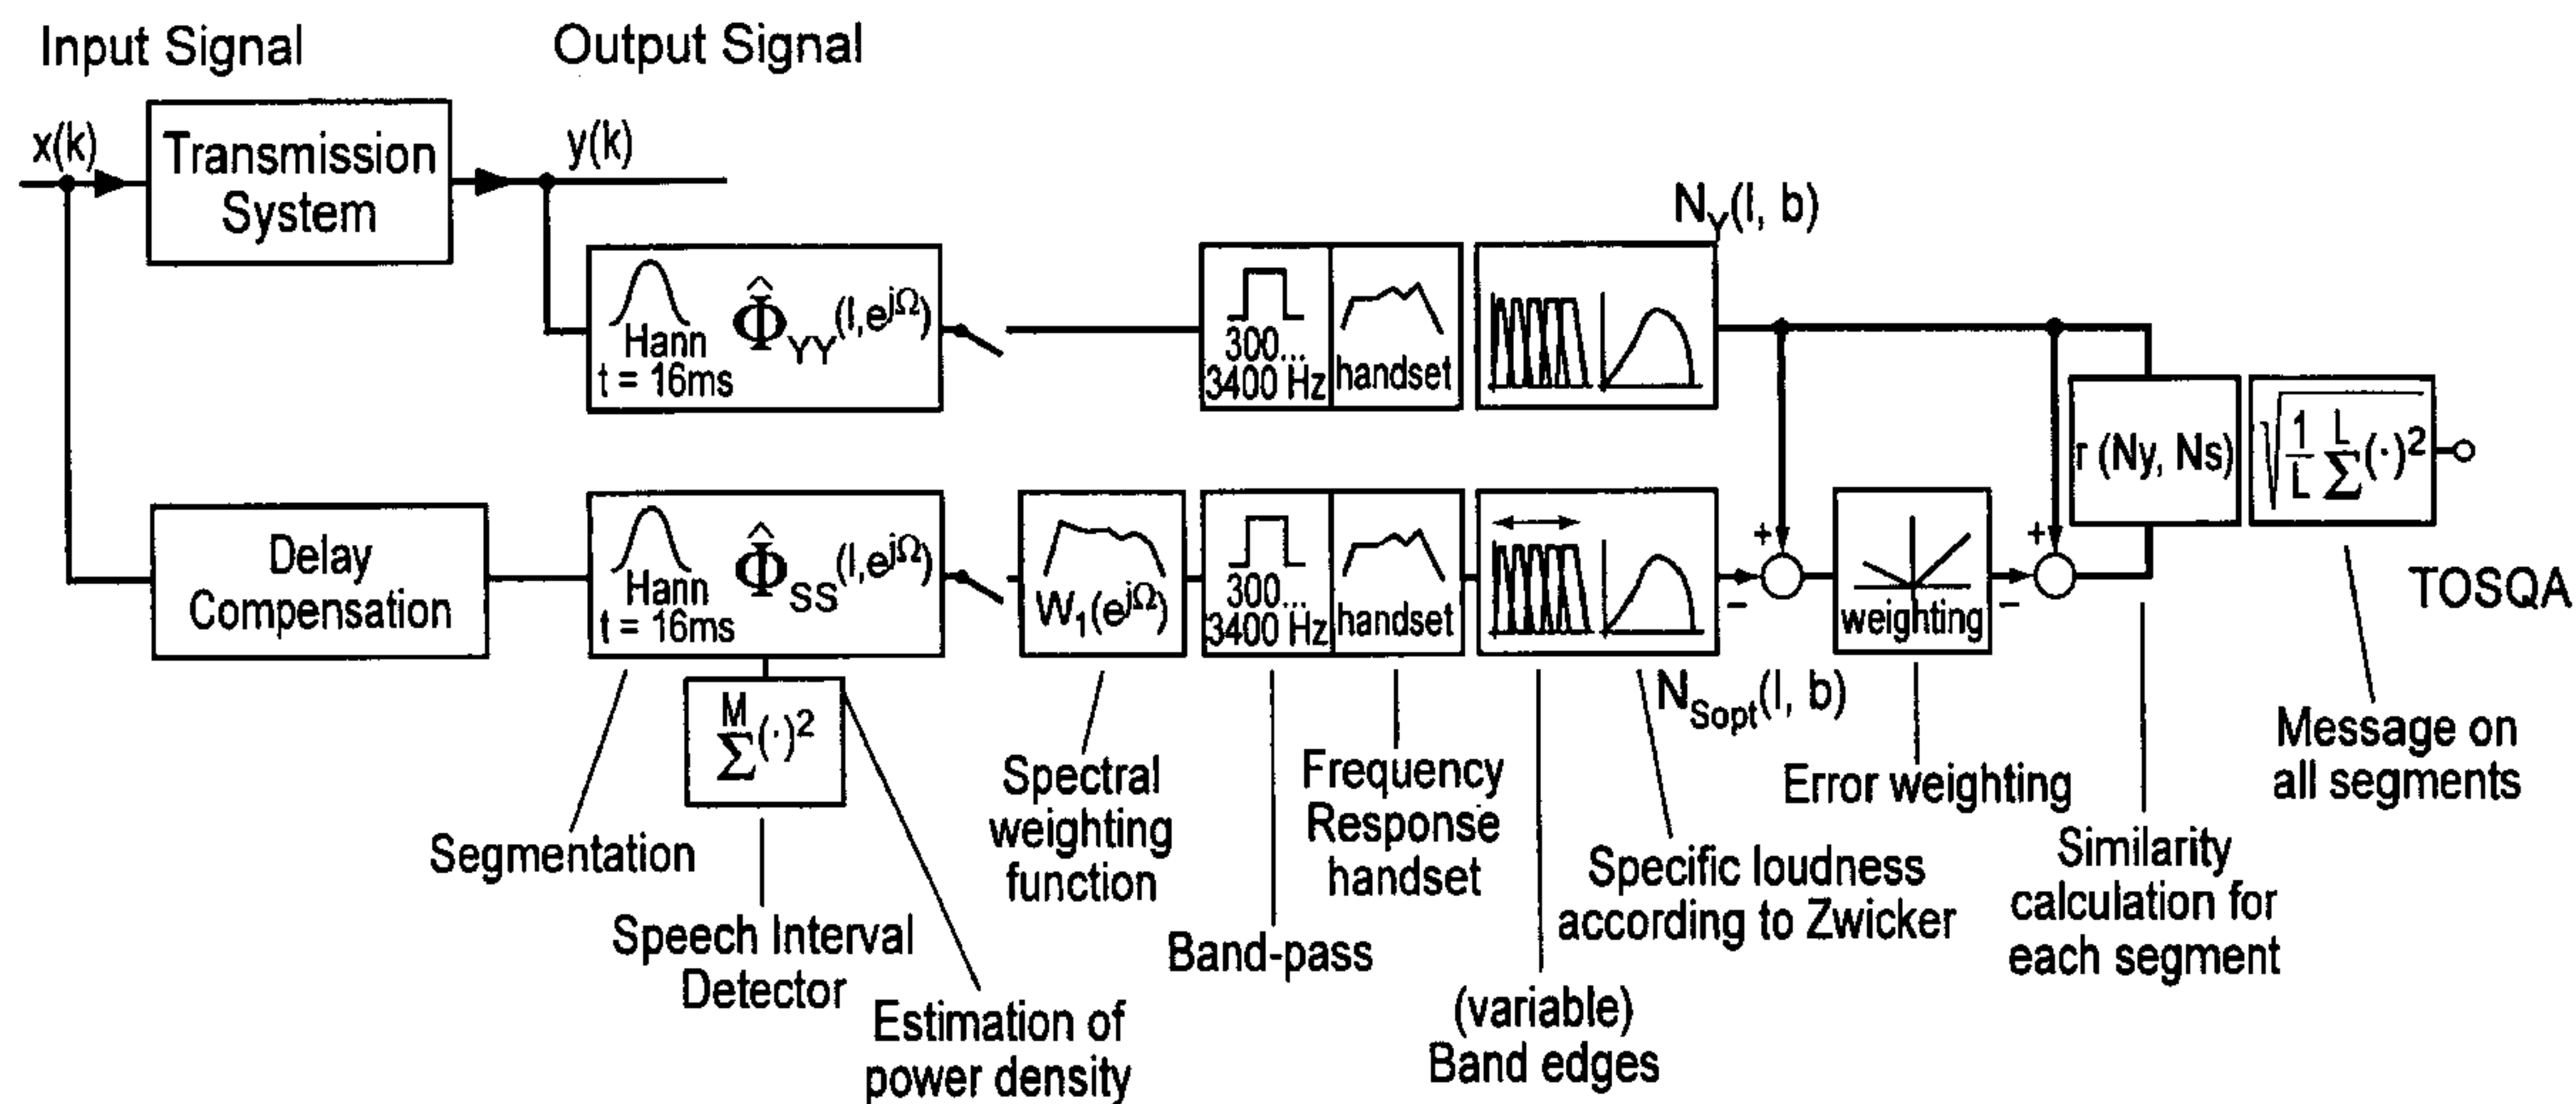 Input Signal
Output Signal
x(k)
Transmission
System
y(k)
N_Y(l, b)
Hann
t = 16ms
Φ̂_YY(l,e^jΩ)
300...
3400 Hz
handset
r (Ny, Ns)
√ 1/L Σ^L (·)²
Delay
Compensation
Hann
t = 16ms
Φ̂_SS(l,e^jΩ)
W₁(e^jΩ)
300...
3400 Hz
handset
+
−
weighting
+
−
TOSQA
N_Sopt(l, b)
Σ^M (·)²
Segmentation
Speech Interval
Detector
Estimation of
power density
Spectral
weighting
function
Band-pass
Frequency
Response
handset
(variable)
Band edges
Specific loudness
according to Zwicker
Error weighting
Similarity
calculation for
each segment
Message on
all segments